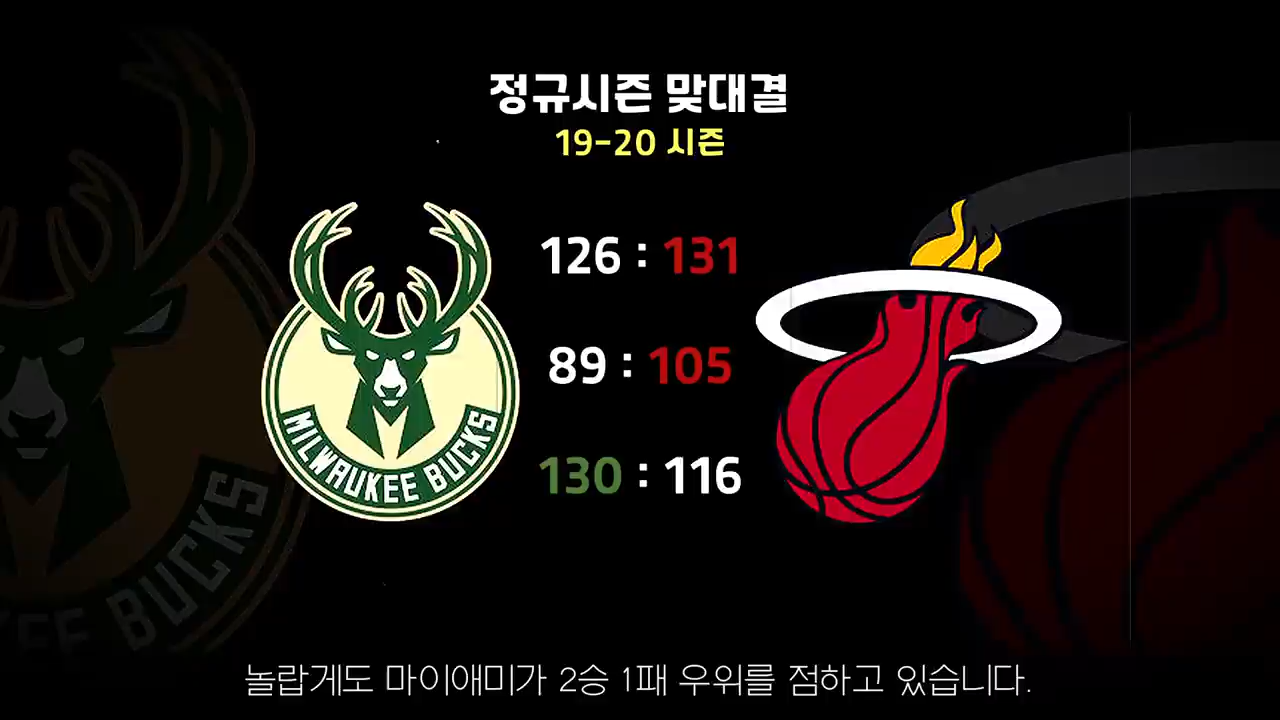 정규시즌 맞대결
19-20 시즌
126 : 131
89 : 105
130 : 116
MILWAUKEE BUCKS
EE BUCKS
놀랍게도 마이애미가 2승 1패 우위를 점하고 있습니다.